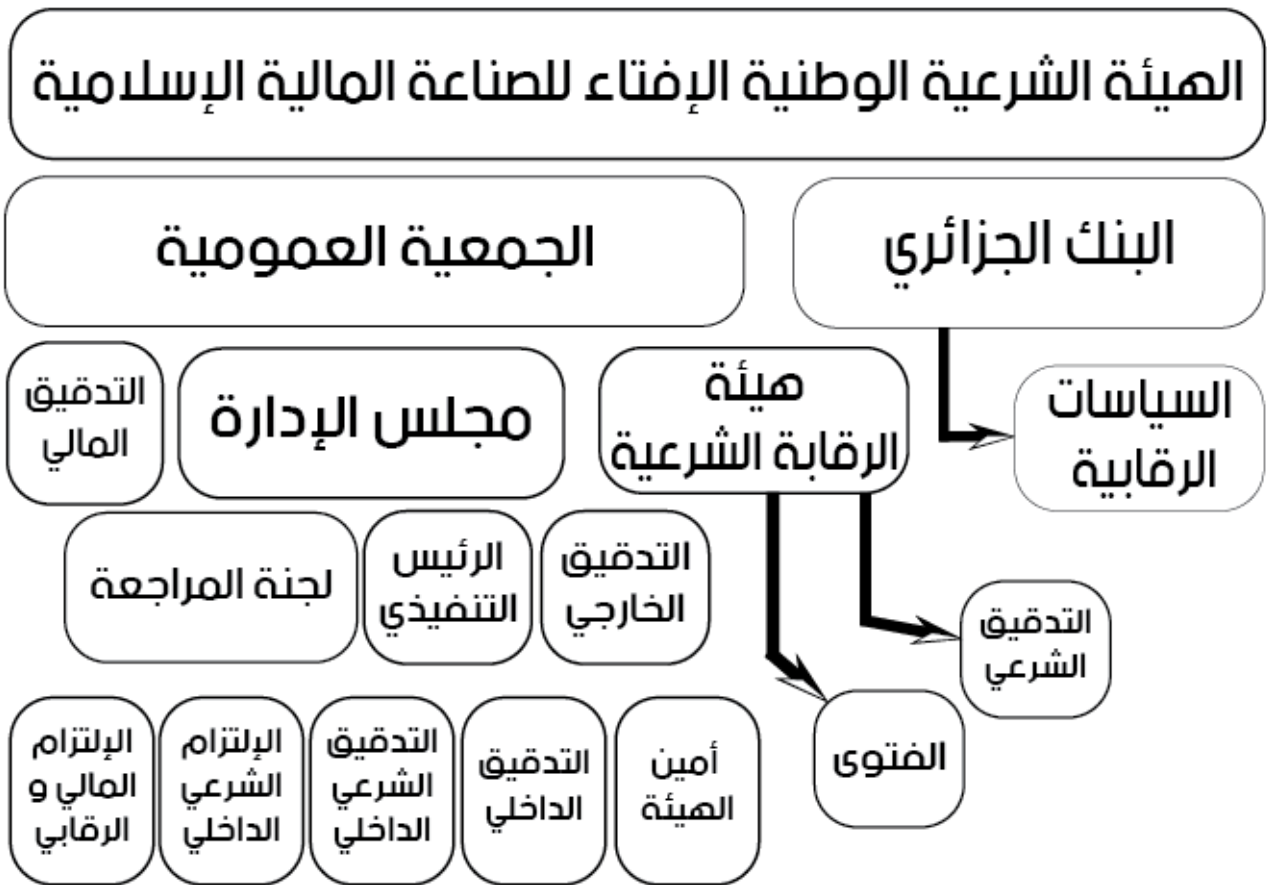 الهيئة الشرعية الوطنية الإفتاء للصناعة المالية الإسلامية
البنك الجزائري
الجمعية العمومية
السياسات
الرقابية
هيئة
الرقابة الشرعية
مجلس الإدارة
التدقيق
المالي
التدقيق
الخارجي
الرئيس
التنفيذي
لجنة المراجعة
التدقيق
الشرعي
الفتوى
أمين
الهيئة
التدقيق
الداخلي
التدقيق
الشرعي
الداخلي
الإلتزام
الشرعي
الداخلي
الإلتزام
المالي و
الرقابي